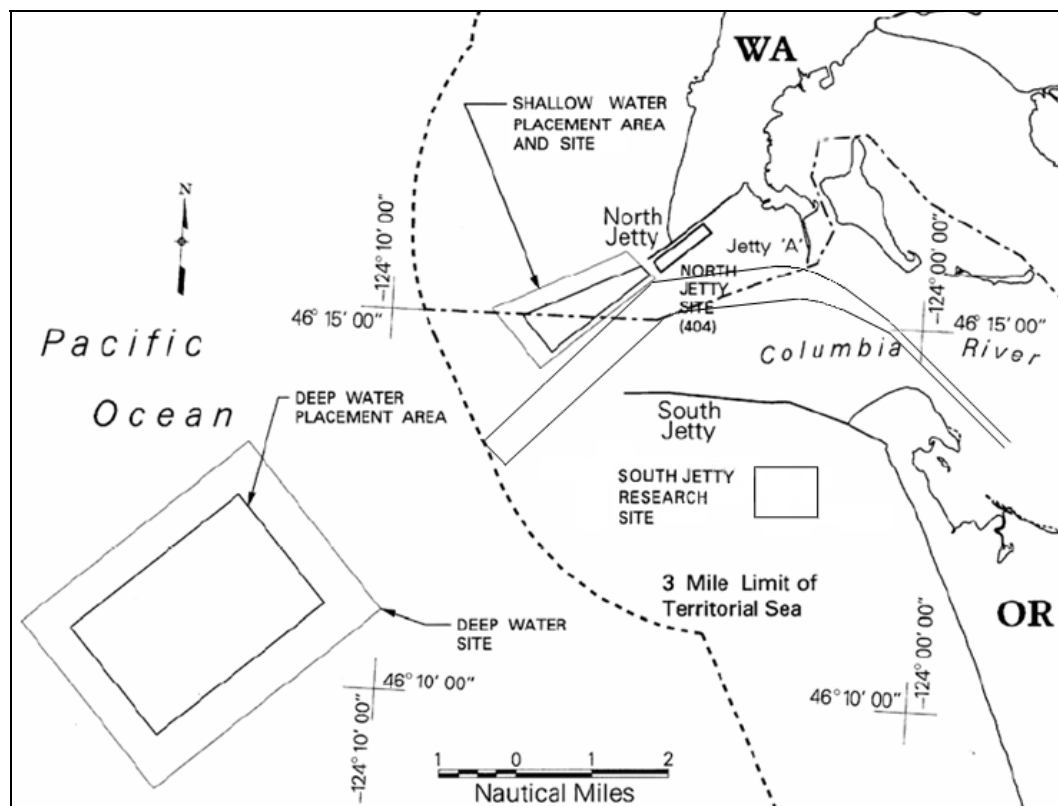 WA
SHALLOW WATER
PLACEMENT AREA
AND SITE
N
-124° 10' 00"
North
Jetty
Jetty 'A'
-124° 00' 00"
NORTH
JETTY
SITE
(404)
46° 15' 00"
46° 15' 00"
Pacific
Ocean
Columbia River
DEEP WATER
PLACEMENT AREA
South
Jetty
SOUTH JETTY
RESEARCH
SITE
3 Mile Limit of
Territorial Sea
OR
DEEP WATER
SITE
46° 10' 00"
-124° 10' 00"
46° 10' 00"
-124° 00' 00"
1 0 1 2
Nautical Miles